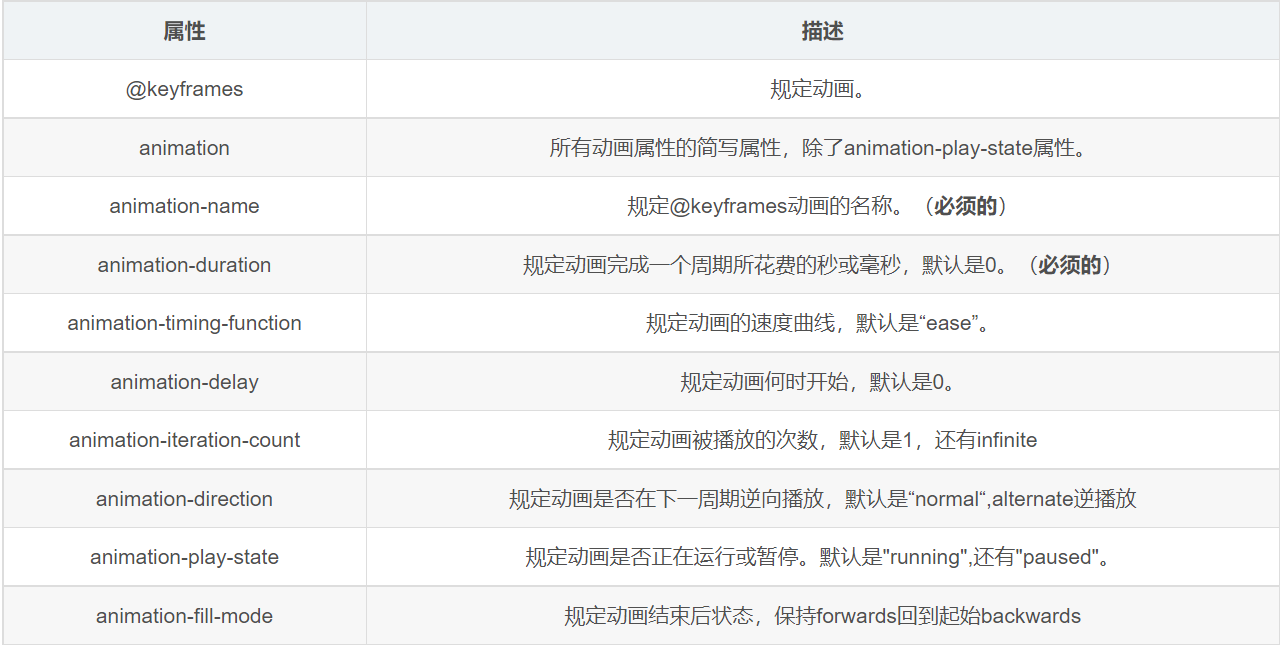 属性 描述
@keyframes 规定动画。
animation 所有动画属性的简写属性，除了animation-play-state属性。
animation-name 规定@keyframes动画的名称。（必须的）
animation-duration 规定动画完成一个周期所花费的秒或毫秒，默认是0。（必须的）
animation-timing-function 规定动画的速度曲线，默认是“ease”。
animation-delay 规定动画何时开始，默认是0。
animation-iteration-count 规定动画被播放的次数，默认是1，还有infinite
animation-direction 规定动画是否在下一周期逆向播放，默认是“normal“,alternate逆播放
animation-play-state 规定动画是否正在运行或暂停。默认是"running",还有"paused"。
animation-fill-mode 规定动画结束后状态，保持forwards回到起始backwards